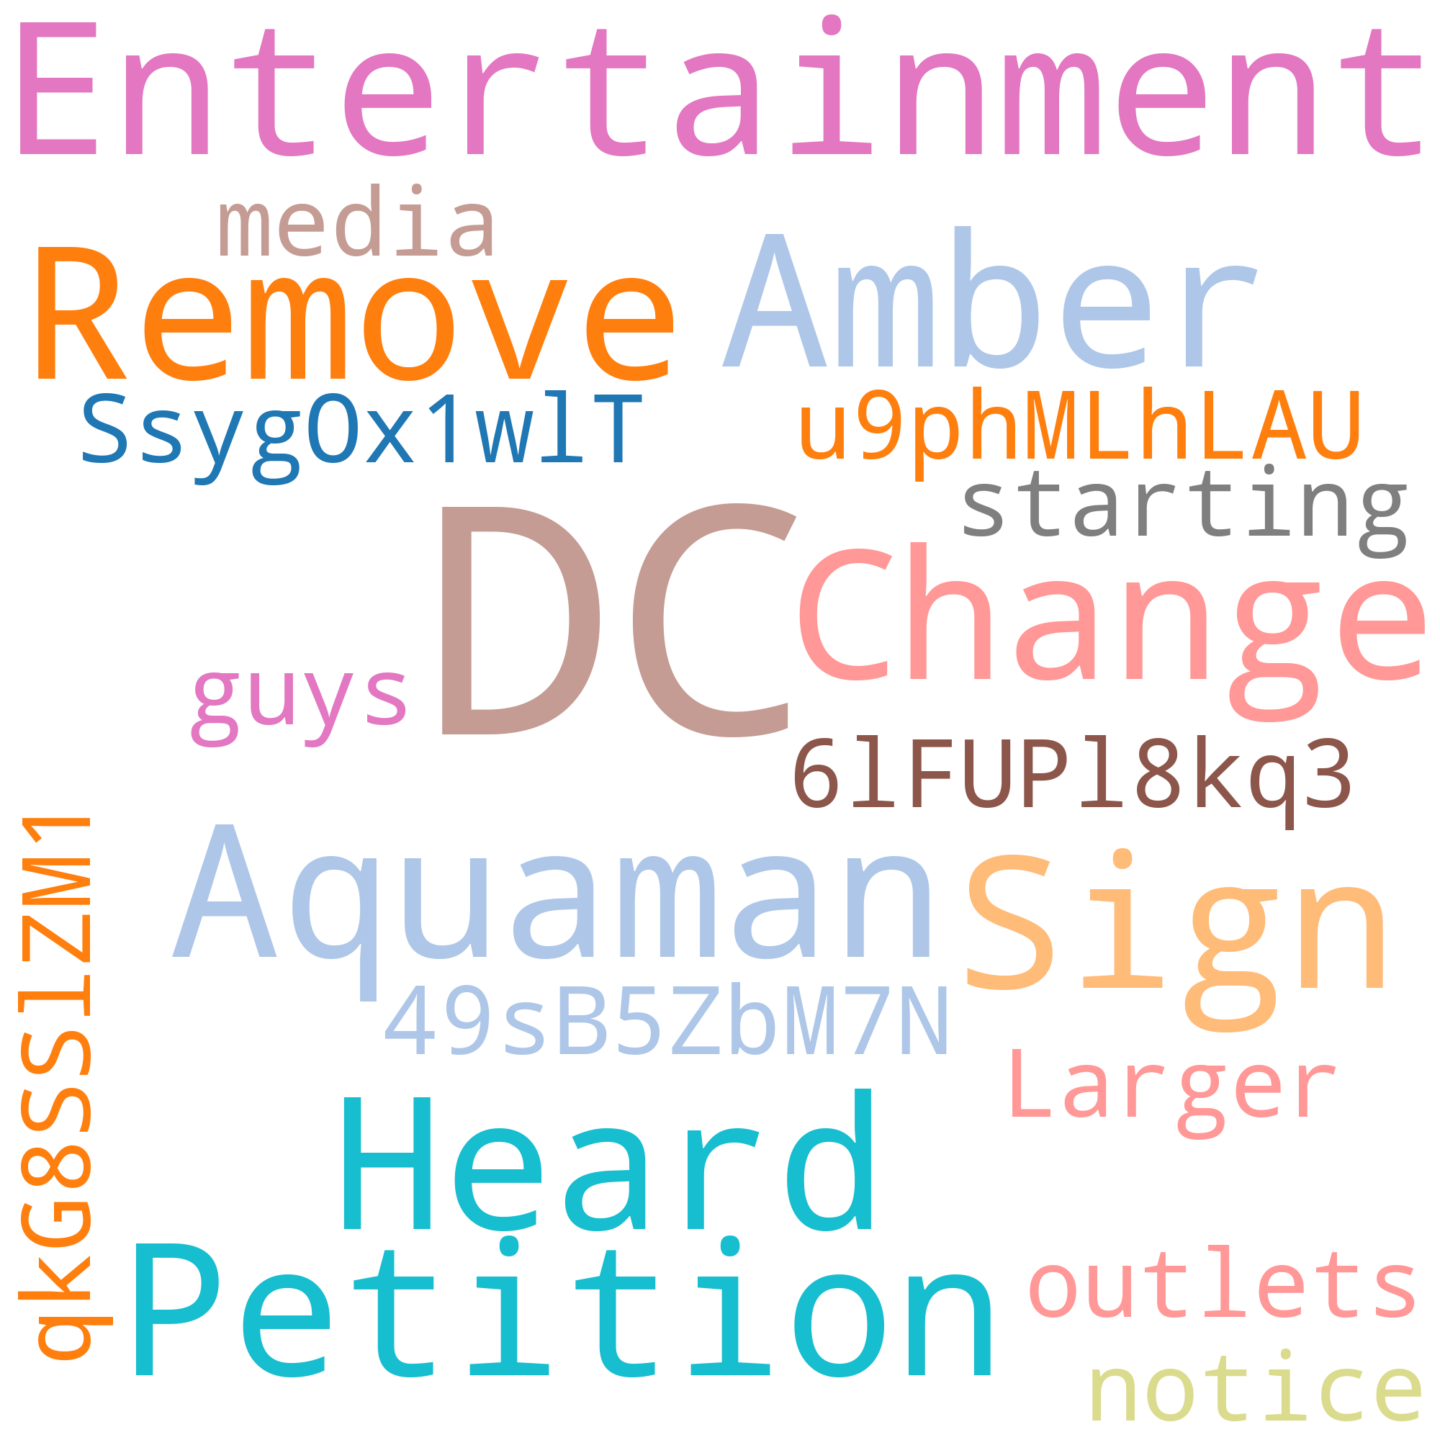 Entertainment
media
Remove
Amber
SsygOx1wlT
u9phMLhLAU
starting
DC
Change
guys
6lFUPl8kq3
qkG8SSlZM1
Aquaman
Sign
49sB5ZbM7N
Larger
Heard
Petition
outlets
notice